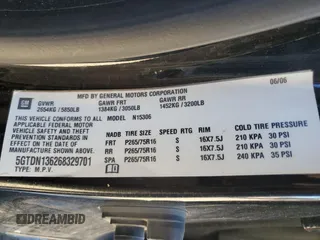 06/06
MFD BY GENERAL MOTORS CORPORATION
GM GVWR GAWR FRT GAWR RR
2654KG/5850LB 1384KG/3050LB 1452KG/3200LB
THIS VEHICLE CONFORMS TO ALL APPLICABLE FEDERAL MOTOR VEHICLE SAFETY AND THEFT PREVENTION STANDARDS IN EFFECT ON THE DATE OF MANUFACTURE SHOWN ABOVE.
MODEL N15306
TIRE SIZE SPEED RTG RIM COLD TIRE PRESSURE
FRT P265/75R16 S 16X7.5J 210 KPA 30 PSI
RR P265/75R16 S 16X7.5J 210 KPA 30 PSI
SPA P265/75R16 S 16X7.5J 240 KPA 35 PSI
5GTDN136268329701
TYPE: M.P.V.